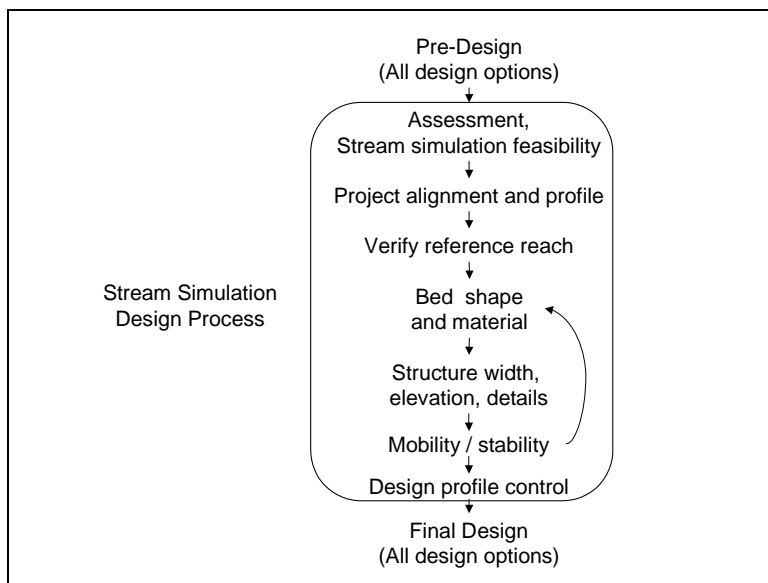 Pre-Design
(All design options)
Assessment,
Stream simulation feasibility
Project alignment and profile
Verify reference reach
Stream Simulation
Design Process
Bed shape
and material
Structure width,
elevation, details
Mobility / stability
Design profile control
Final Design
(All design options)